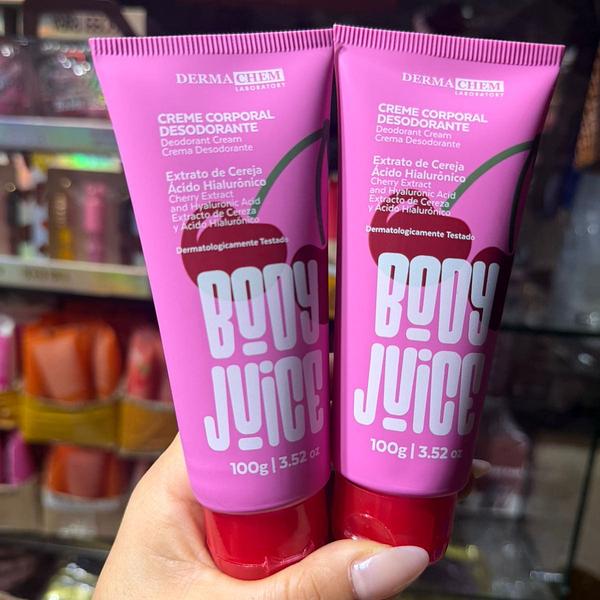 DERMACHEM
LABORATORY
CREME CORPORAL
DESODORANTE
Deodorant Cream
Crema Desodorante
Extrato de Cereja
Ácido Hialurônico
Cherry Extract
and Hyaluronic Acid
Extracto de Cereza
y Ácido Hialurónico
Dermatologicamente Testado
BODY
JUICE
100g | 3.52 oz
DERMACHEM
LABORATORY
CREME CORPORAL
DESODORANTE
Deodorant Cream
Crema Desodorante
Extrato de Cereja
Ácido Hialurônico
Cherry Extract
and Hyaluronic Acid
Extracto de Cereza
y Ácido Hialurónico
Dermatologicamente Testado
BODY
JUICE
100g | 3.52 oz